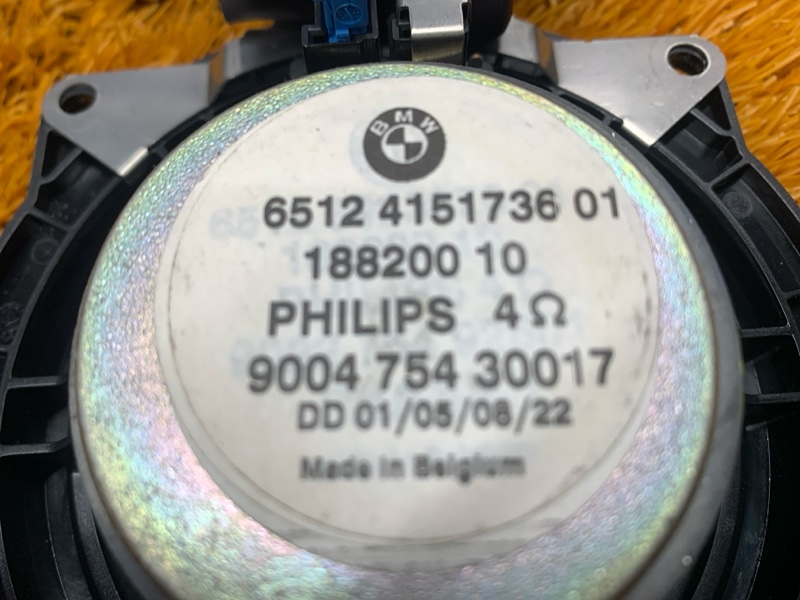 BMW
6512 4151736 01
188200 10
PHILIPS 4Ω
9004 754 30017
DD 01/05/08/22
Made in Belgium